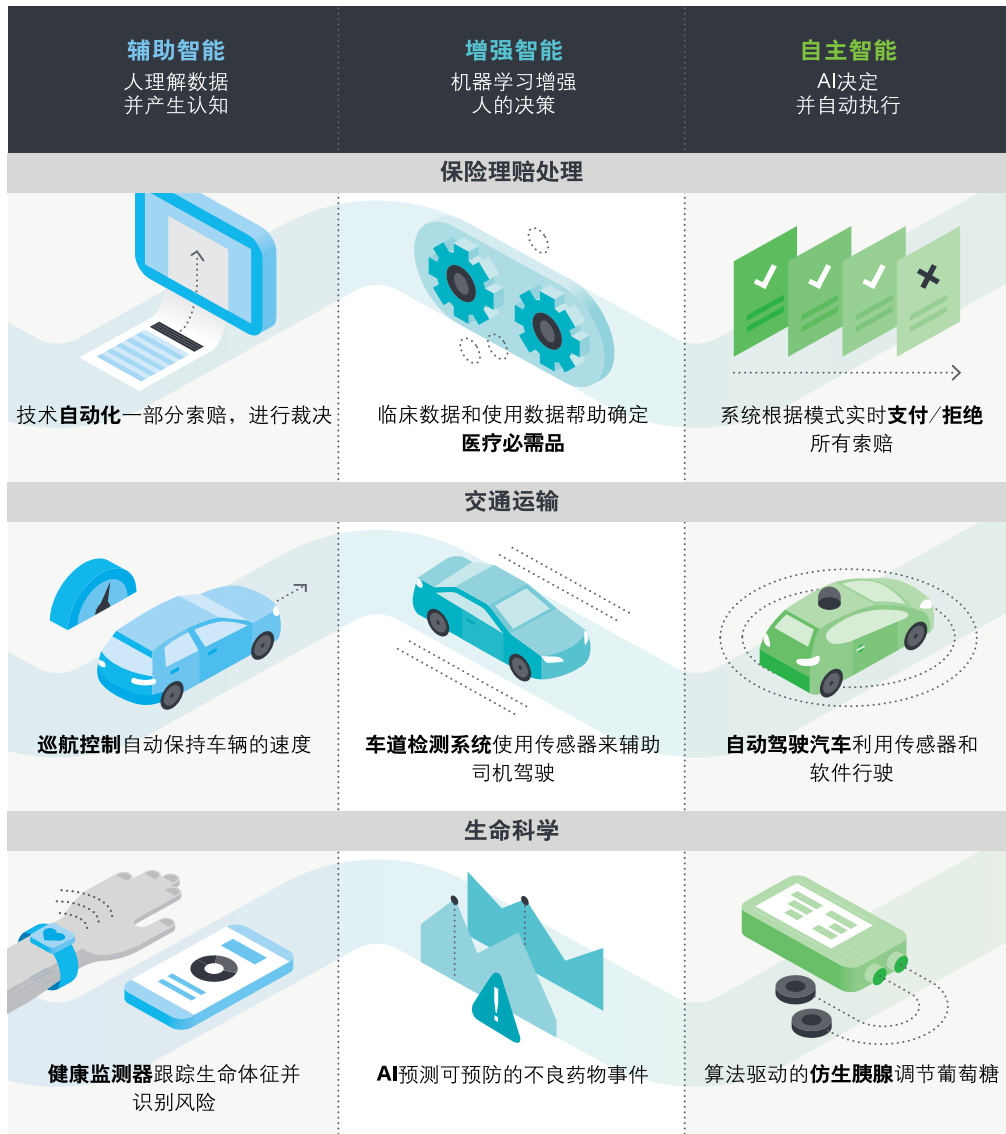 辅助智能
人理解数据
并产生认知
增强智能
机器学习增强
人的决策
自主智能
AI决定
并自动执行
保险理赔处理
技术自动化一部分索赔，进行裁决
临床数据和使用数据帮助确定
医疗必需品
系统根据模式实时支付/拒绝
所有索赔
交通运输
巡航控制自动保持车辆的速度
车道检测系统使用传感器来辅助
司机驾驶
自动驾驶汽车利用传感器和
软件行驶
生命科学
健康监测器跟踪生命体征并
识别风险
AI预测可预防的不良药物事件
算法驱动的仿生胰腺调节葡萄糖